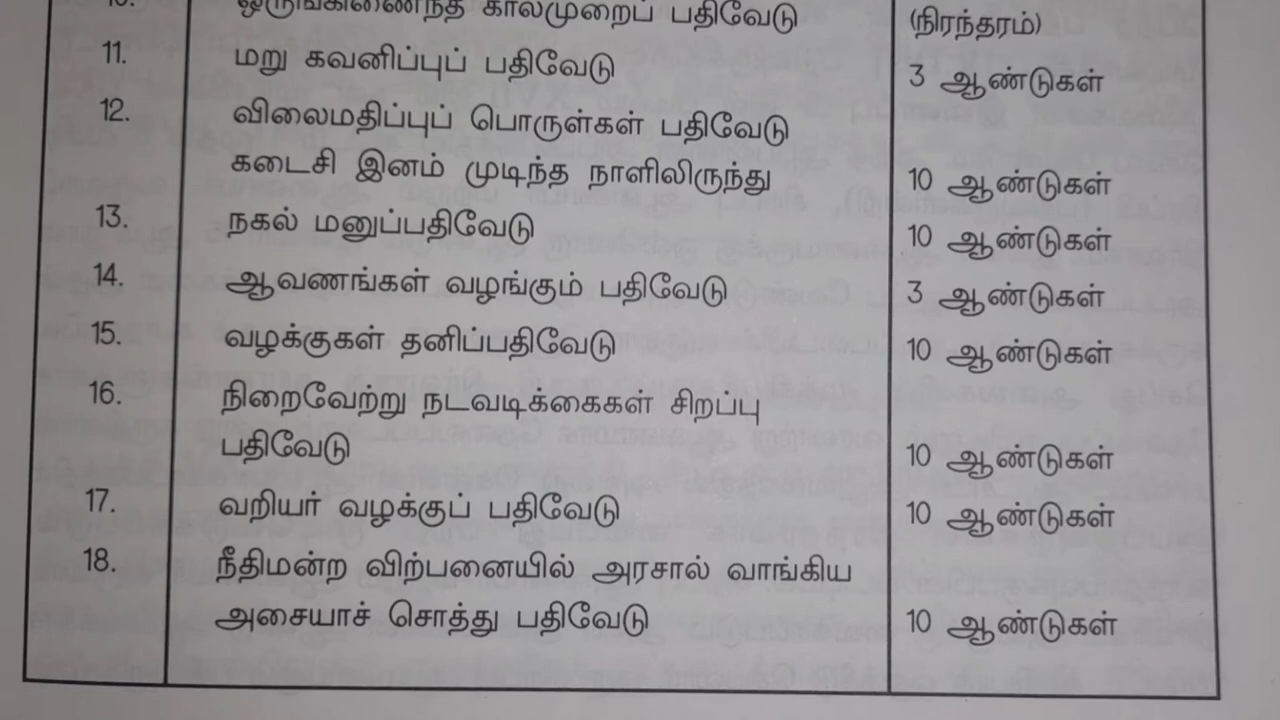 ஒருங்கிணைந்த காலமுறைப் பதிவேடு (நிரந்தரம்)
11. மறு கவனிப்புப் பதிவேடு 3 ஆண்டுகள்
12. விலைமதிப்புப் பொருள்கள் பதிவேடு
கடைசி இனம் முடிந்த நாளிலிருந்து 10 ஆண்டுகள்
13. நகல் மனுப்பதிவேடு 10 ஆண்டுகள்
14. ஆவணங்கள் வழங்கும் பதிவேடு 3 ஆண்டுகள்
15. வழக்குகள் தனிப்பதிவேடு 10 ஆண்டுகள்
16. நிறைவேற்று நடவடிக்கைகள் சிறப்பு
பதிவேடு 10 ஆண்டுகள்
17. வறியர் வழக்குப் பதிவேடு 10 ஆண்டுகள்
18. நீதிமன்ற விற்பனையில் அரசால் வாங்கிய
அசையாச் சொத்து பதிவேடு 10 ஆண்டுகள்